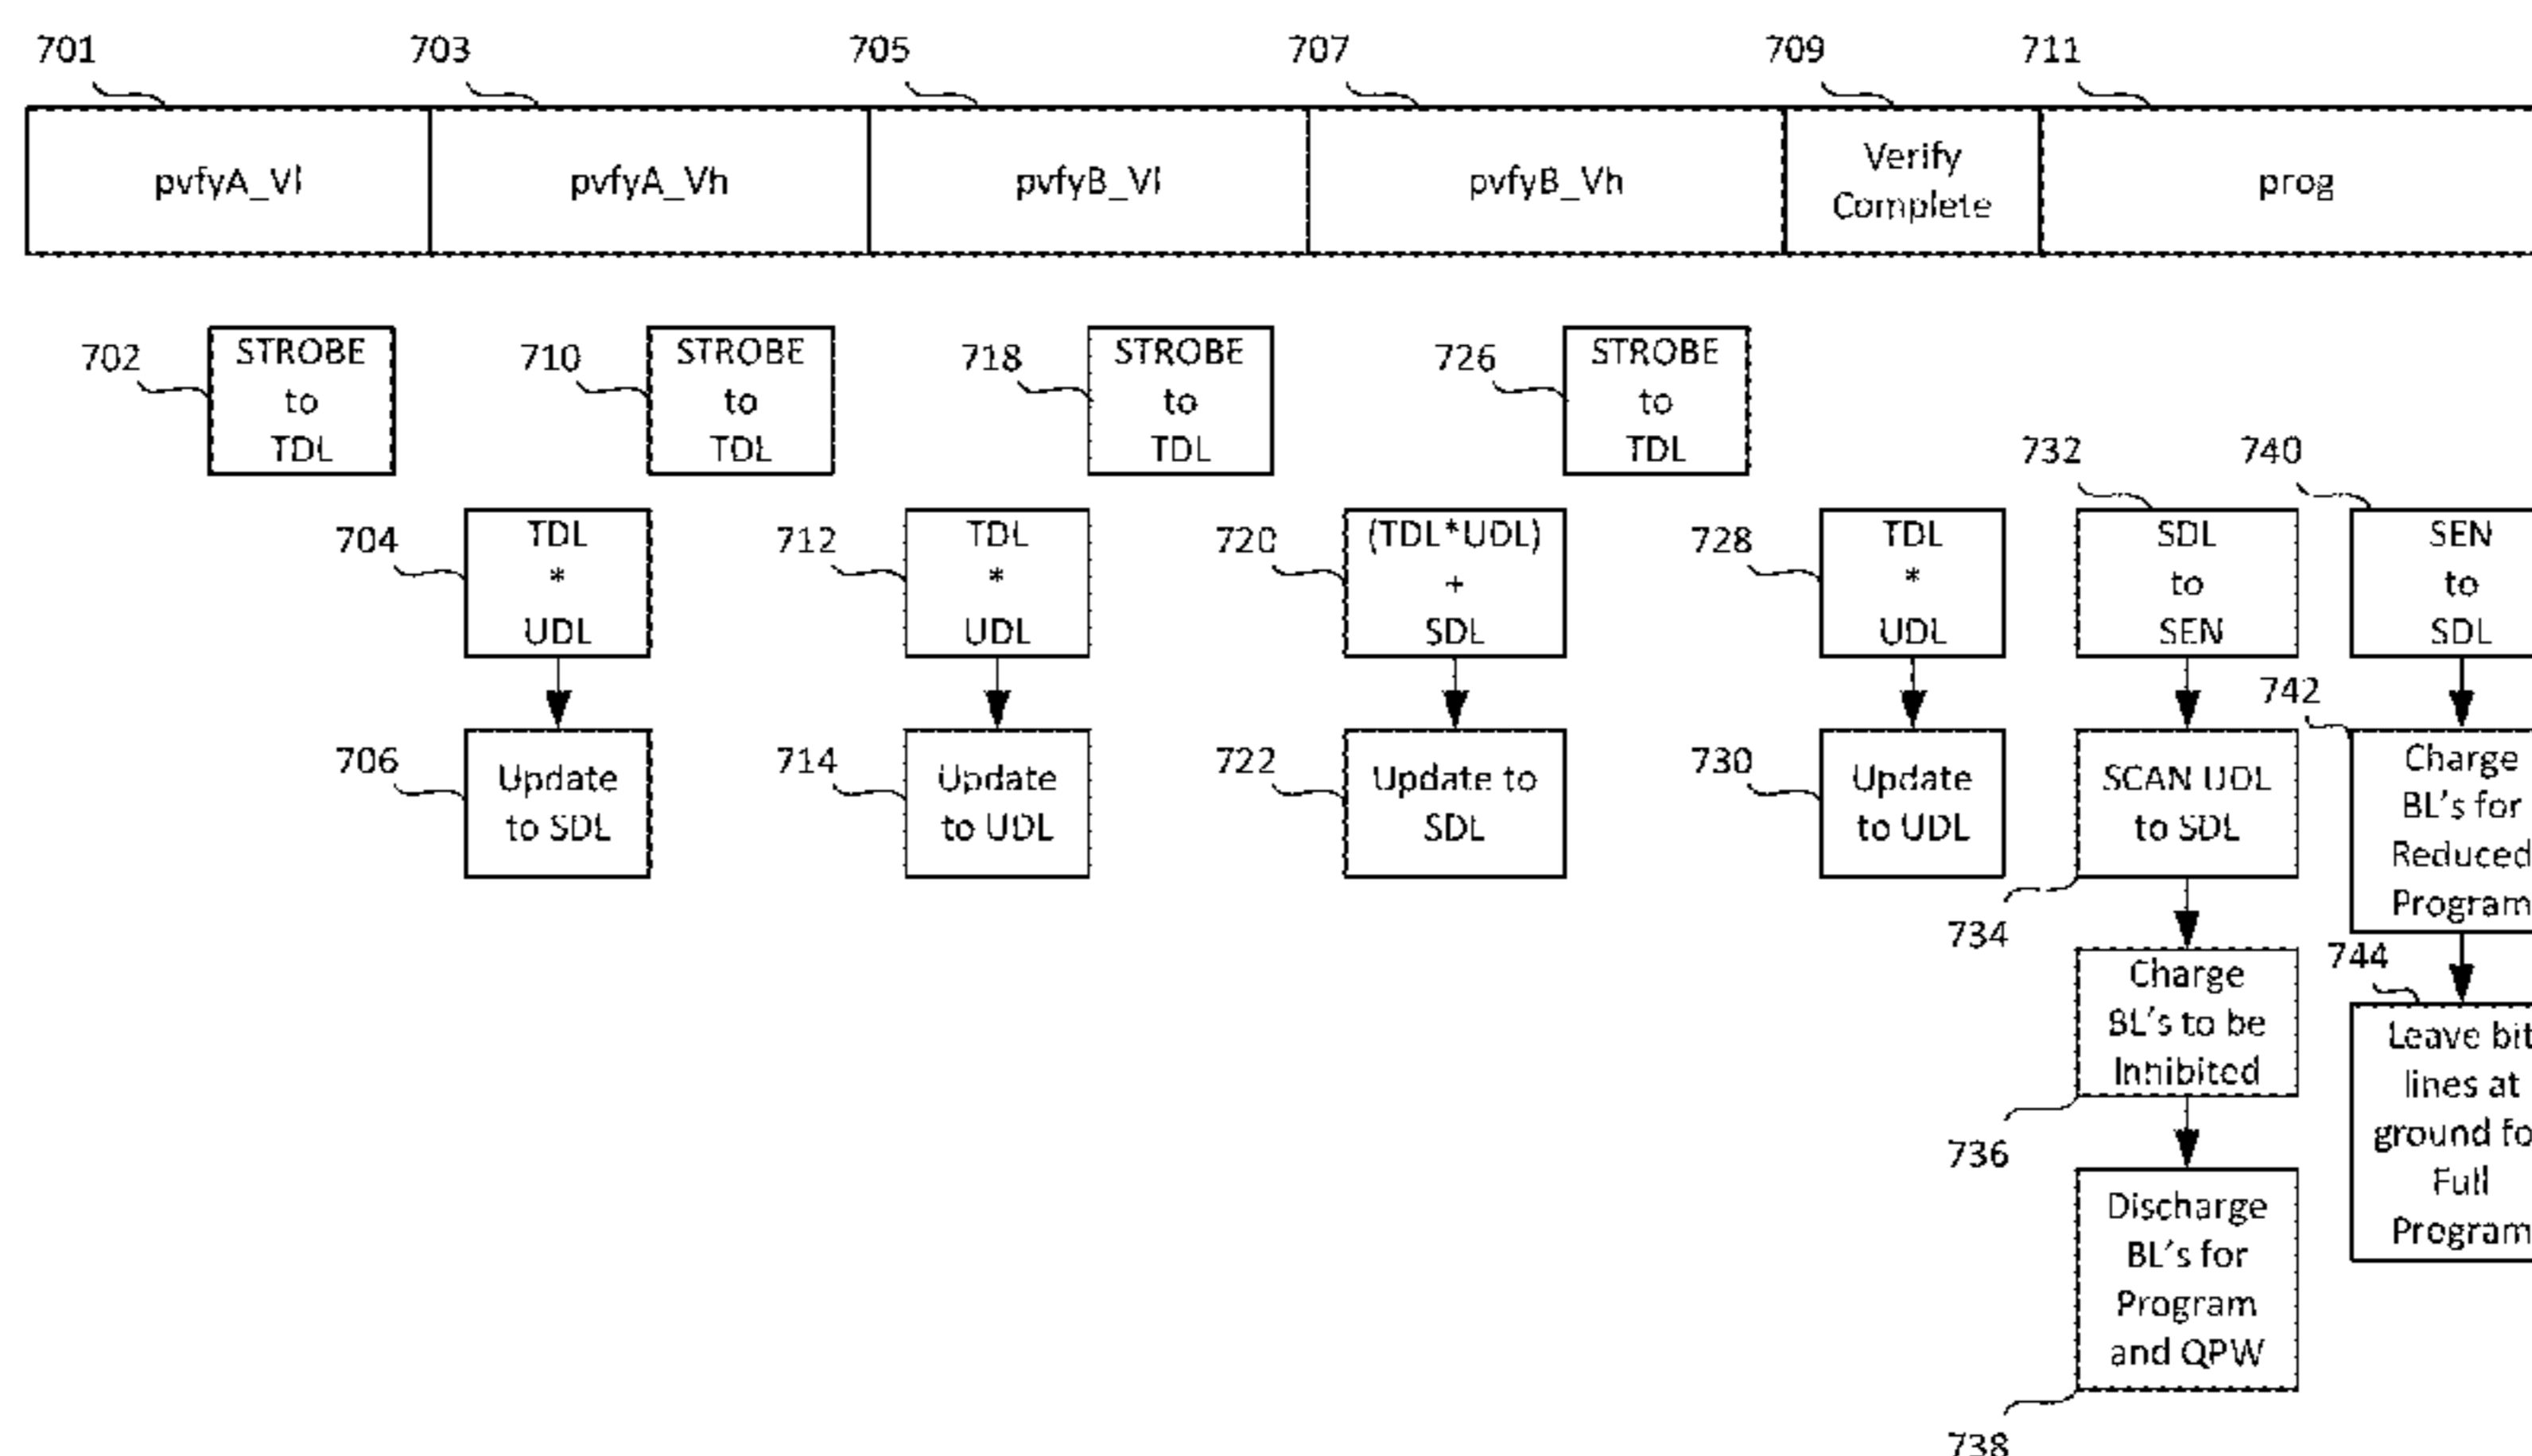 701
703
705
707
709
711
pvfyA_Vl
pvfyA_Vh
pvfyB_Vl
pvfyB_Vh
Verify
Complete
prog
702
STROBE
to
TDL
710
STROBE
to
TDL
718
STROBE
to
TDL
726
STROBE
to
TDL
704
TDL
*
UDL
706
Update
to SDL
712
TDL
*
UDL
714
Update
to UDL
720
(TDL*UDL)
+
SDL
722
Update to
SDL
728
TDL
*
UDL
730
Update
to UDL
732
SDL
to
SEN
734
SCAN UDL
to SDL
736
Charge
BL's to be
Inhibited
738
Discharge
BL's for
Program
and QPW
740
SEN
to
SDL
742
Charge
BL's for
Reduced
Program
744
Leave bit
lines at
ground fo
Full
Program